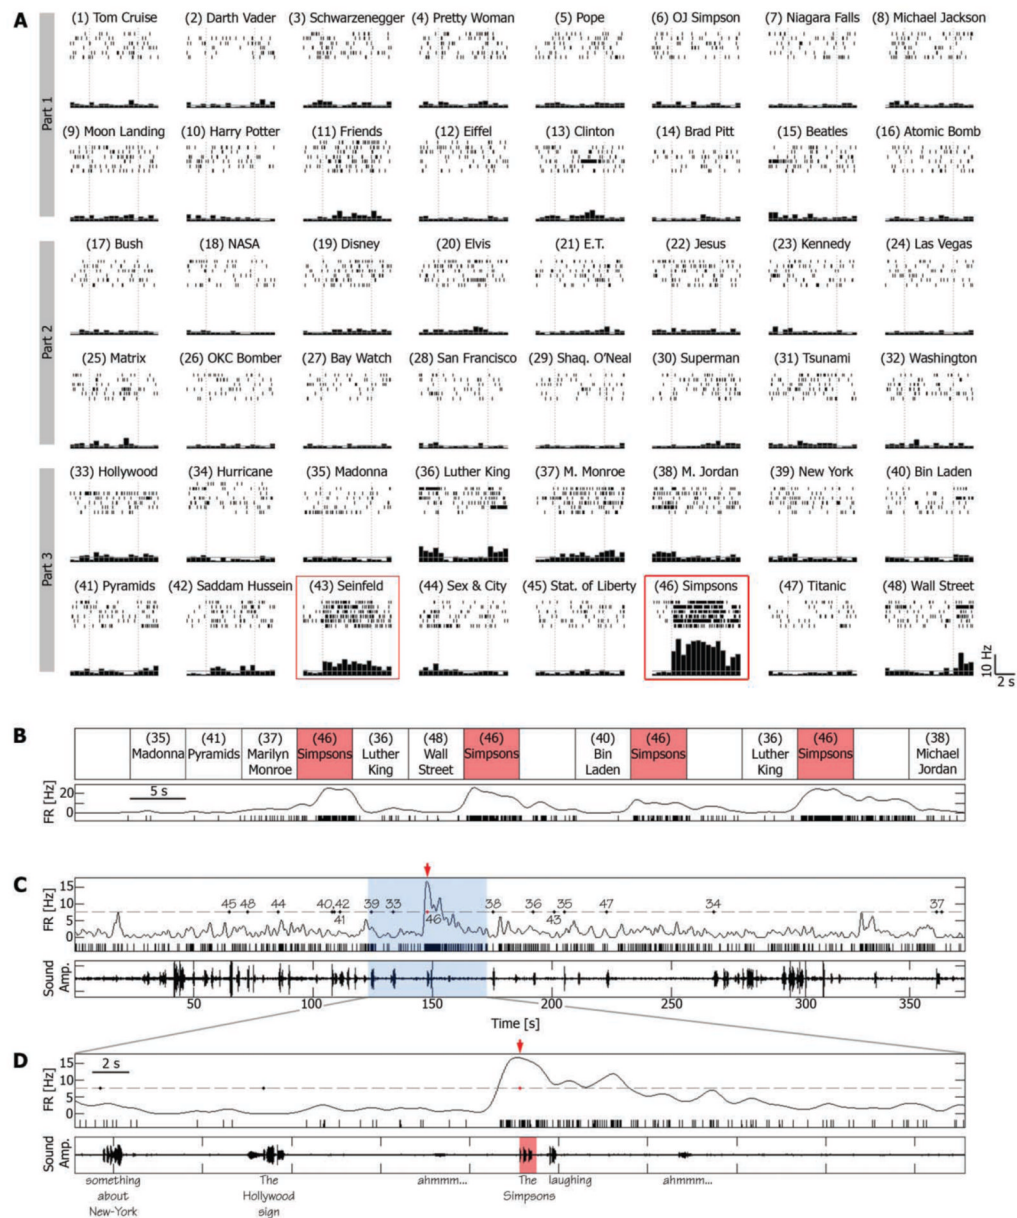 A
(1) Tom Cruise (2) Darth Vader (3) Schwarzenegger (4) Pretty Woman (5) Pope (6) OJ Simpson (7) Niagara Falls (8) Michael Jackson
Part 1
(9) Moon Landing (10) Harry Potter (11) Friends (12) Eiffel (13) Clinton (14) Brad Pitt (15) Beatles (16) Atomic Bomb
(17) Bush (18) NASA (19) Disney (20) Elvis (21) E.T. (22) Jesus (23) Kennedy (24) Las Vegas
Part 2
(25) Matrix (26) OKC Bomber (27) Bay Watch (28) San Francisco (29) Shaq. O'Neal (30) Superman (31) Tsunami (32) Washington
(33) Hollywood (34) Hurricane (35) Madonna (36) Luther King (37) M. Monroe (38) M. Jordan (39) New York (40) Bin Laden
Part 3
(41) Pyramids (42) Saddam Hussein (43) Seinfeld (44) Sex & City (45) Stat. of Liberty (46) Simpsons (47) Titanic (48) Wall Street
10 Hz
2 s
B
(35) (41) (37) (46) (36) (48) (46) (40) (46) (36) (46) (38)
Madonna Pyramids Marilyn Simpsons Luther Wall Simpsons Bin Simpsons Luther Simpsons Michael
Monroe King Street Laden King Jordan
FR [Hz]
20
0
5 s
C
FR [Hz]
15
10
5
0
45 48 44 40,42 39 33 38 36 35 47 34 37
41 46 43
Sound
Amp.
50 100 150 200 250 300 350
Time [s]
D
2 s
FR [Hz]
15
10
5
0
Sound
Amp.
something The ahmmm... The laughing ahmmm...
about Hollywood Simpsons
New-York sign